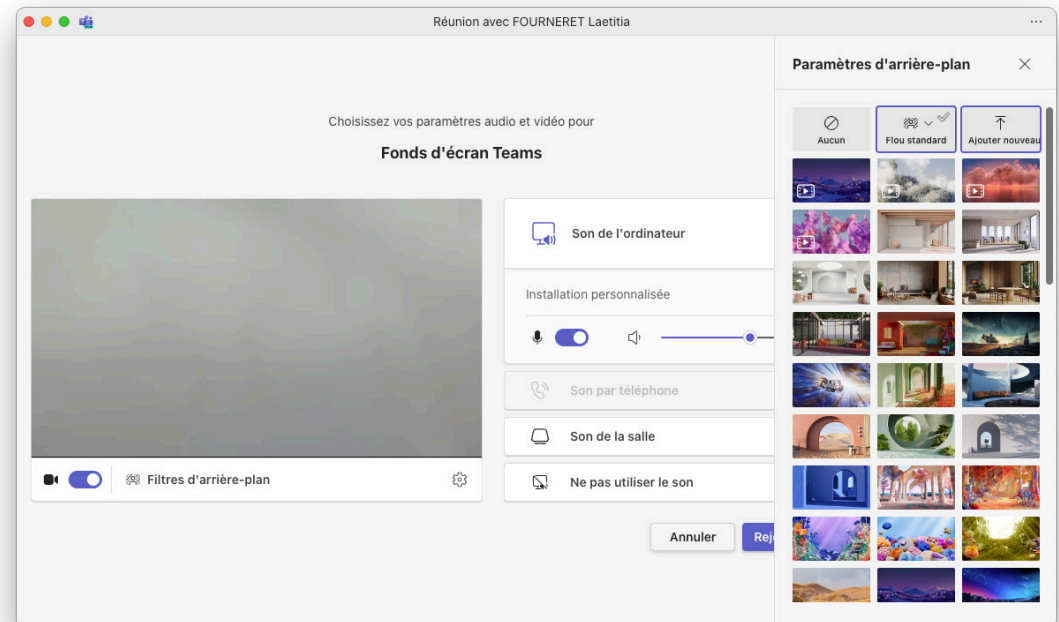 Réunion avec FOURNERET Laetitia
Choisissez vos paramètres audio et vidéo pour
Fonds d'écran Teams
Filtres d'arrière-plan
Son de l'ordinateur
Installation personnalisée
Son par téléphone
Son de la salle
Ne pas utiliser le son
Annuler
Rej
Paramètres d'arrière-plan
Aucun
Flou standard
Ajouter nouveau